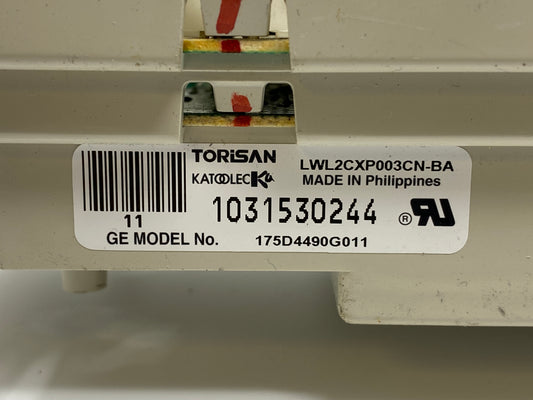 TORiSAN LWL2CXP003CN-BA
KATOOLEC MADE IN Philippines
1031530244 ®
11
GE MODEL No. 175D4490G011